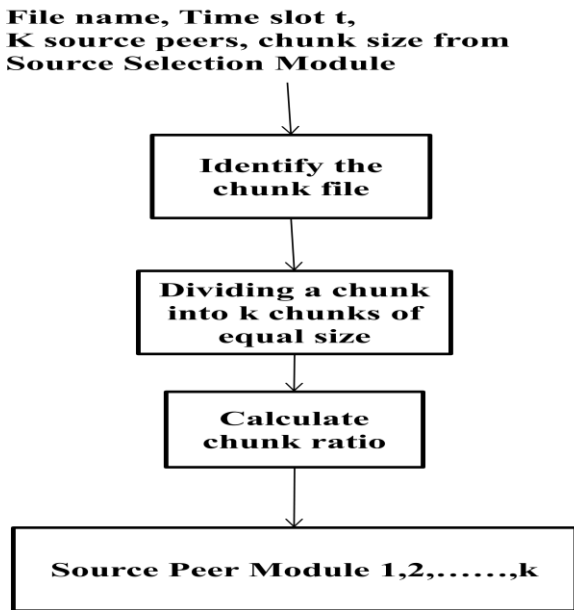 File name, Time slot t,
K source peers, chunk size from
Source Selection Module
Identify the
chunk file
Dividing a chunk
into k chunks of
equal size
Calculate
chunk ratio
Source Peer Module 1,2,......,k